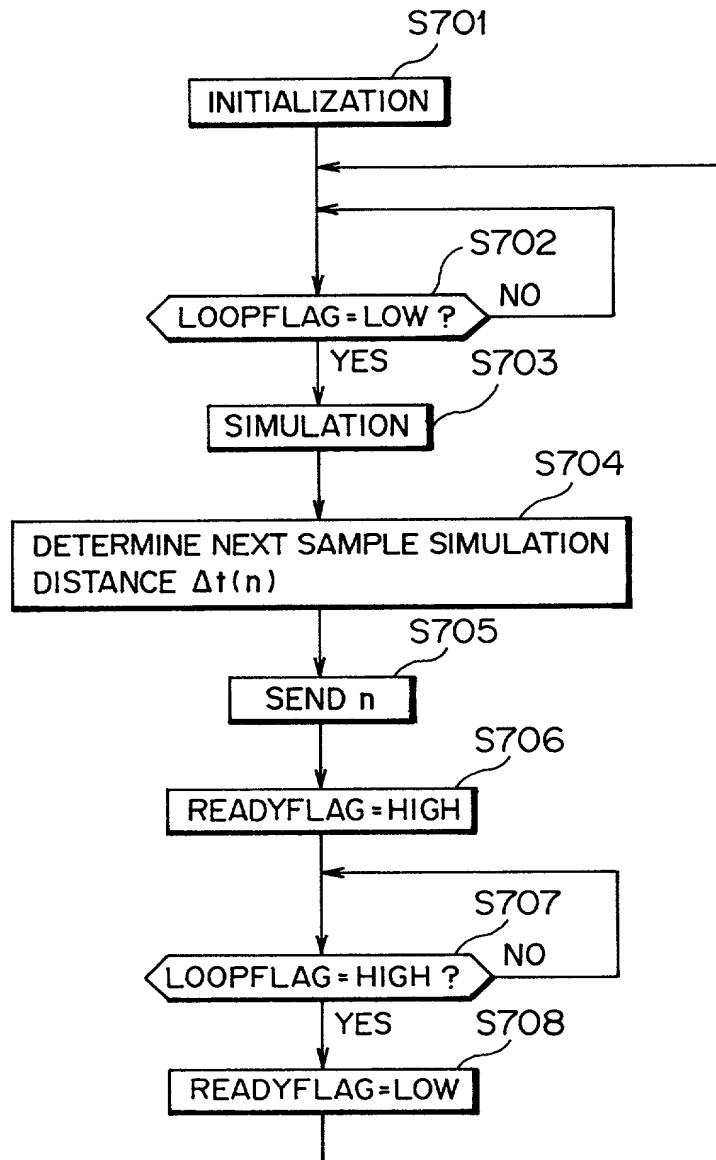 S701
INITIALIZATION
S702
LOOPFLAG=LOW ?
NO
YES
S703
SIMULATION
S704
DETERMINE NEXT SAMPLE SIMULATION
DISTANCE Δt(n)
S705
SEND n
S706
READYFLAG=HIGH
S707
LOOPFLAG=HIGH ?
NO
YES
S708
READYFLAG=LOW